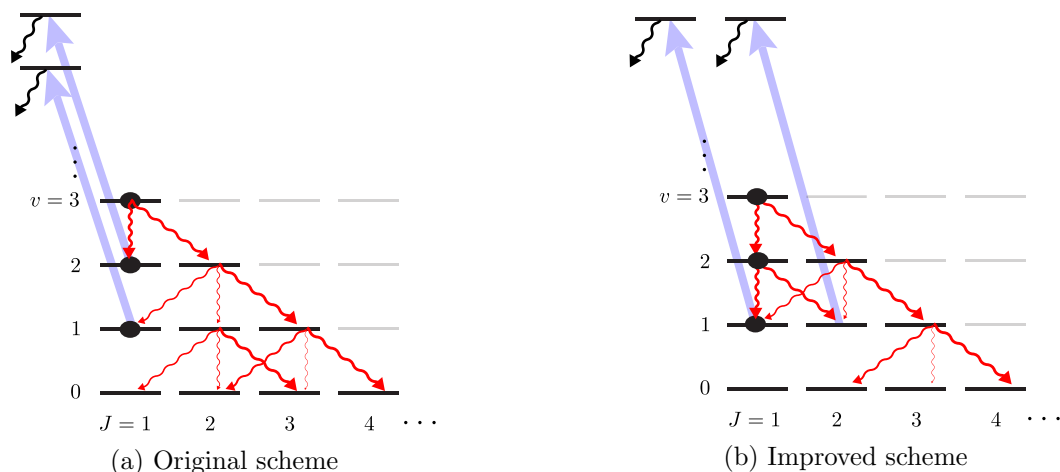 v = 3
2
1
0
J = 1 2 3 4 ···
(a) Original scheme
v = 3
2
1
0
J = 1 2 3 4 ···
(b) Improved scheme